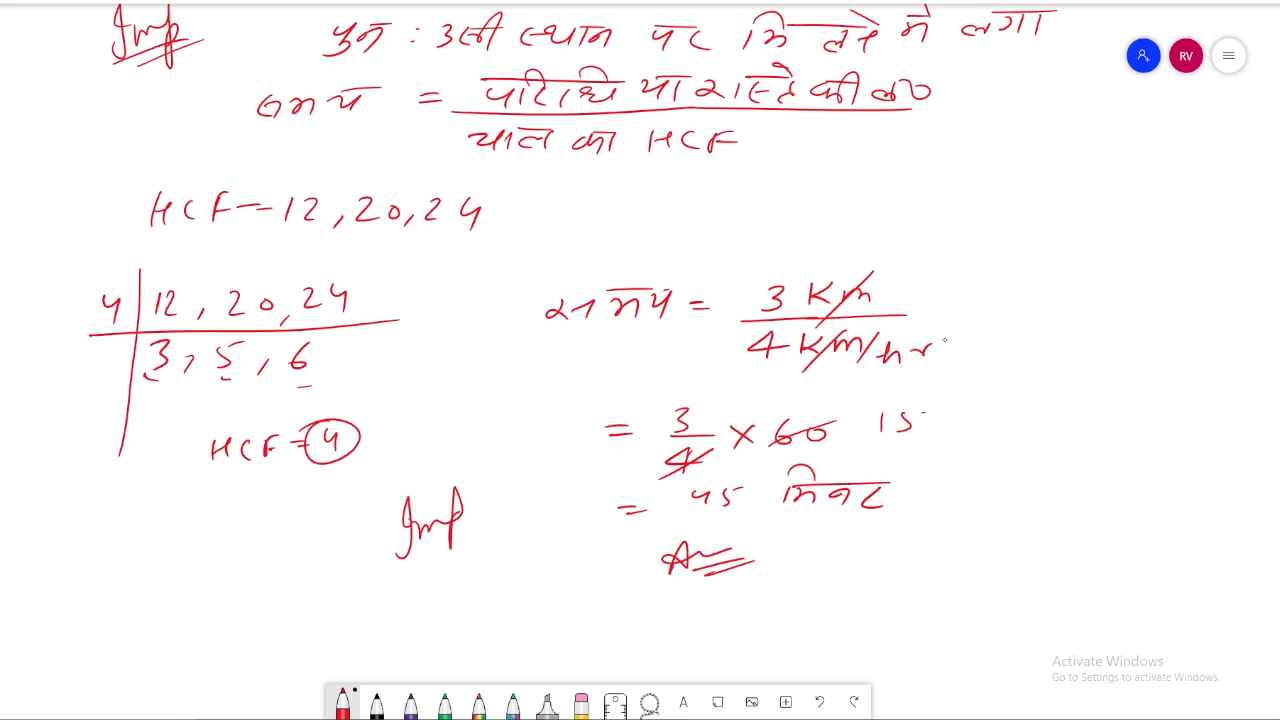 Imp पुन : उसी स्थान पर मिलने में लगा
RV
समय = परिधि या रास्ते की ल०
चाल का HCF
HCF = 12, 20, 24
4 | 12, 20, 24
3, 5, 6
HCF = 4
समय = 3 Km
4 Km/hr
= 3/4 × 60 15
= 45 मिनट
Imp
Ans
Activate Windows
Go to Settings to activate Windows.
A